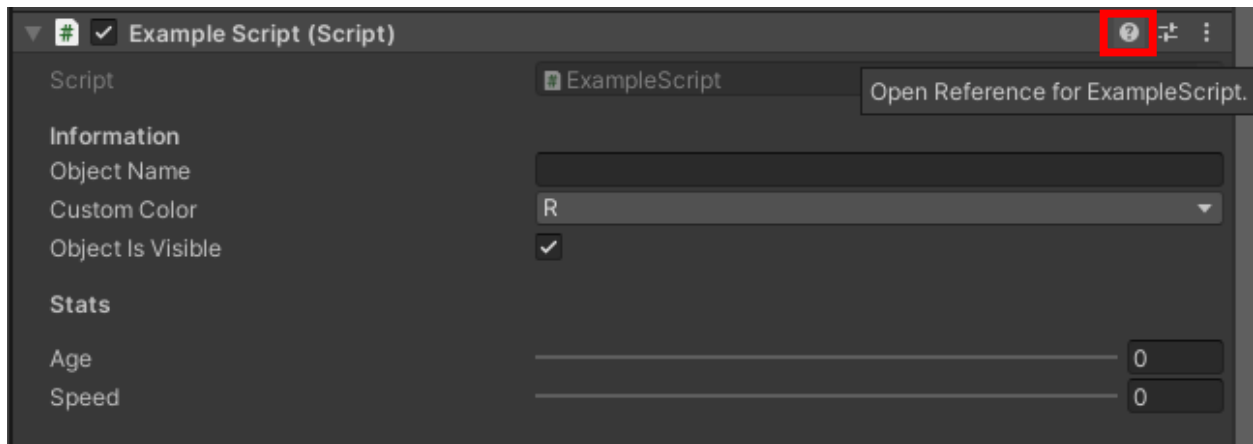 # Example Script (Script) ?
Script # ExampleScript
Open Reference for ExampleScript.
Information
Object Name
Custom Color R
Object Is Visible
Stats
Age 0
Speed 0